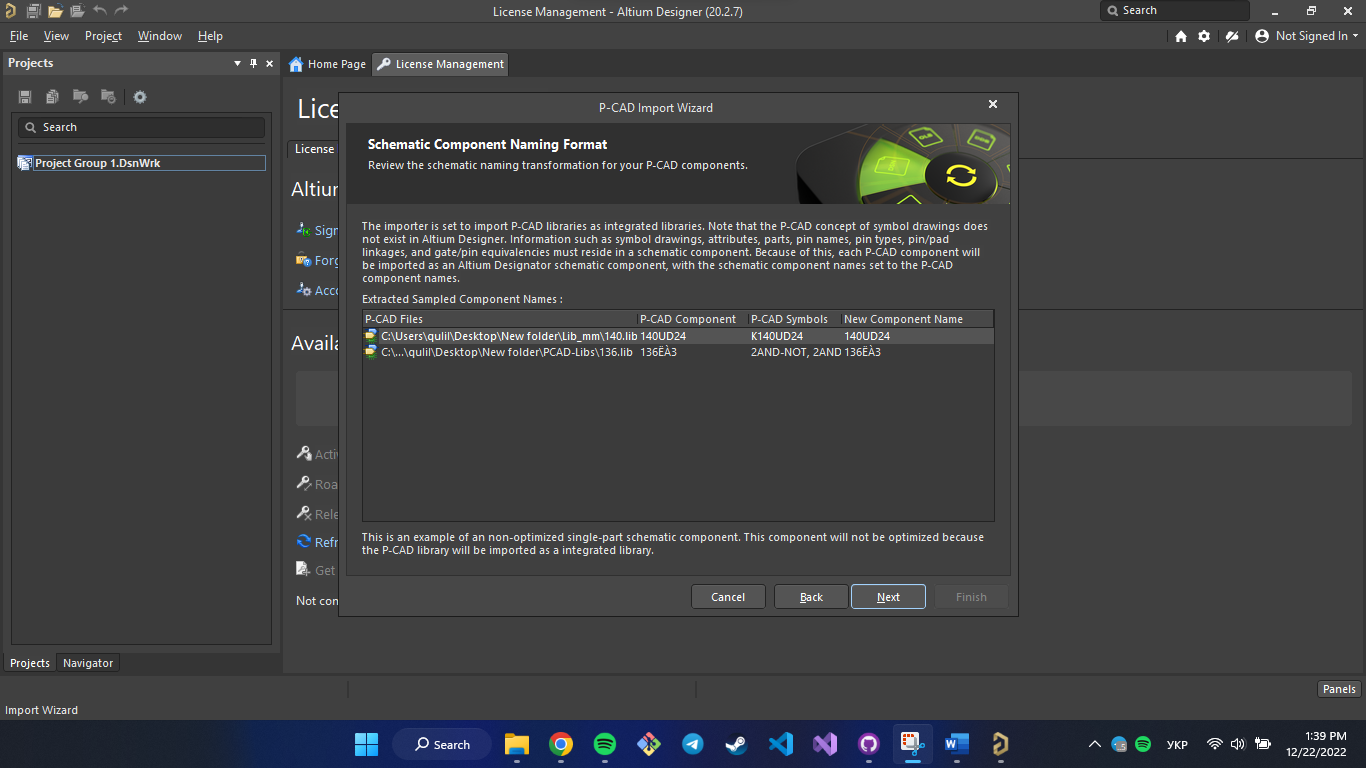 License Management - Altium Designer (20.2.7)
Search
File View Project Window Help
Not Signed In
Projects
Home Page
License Management
Search
Project Group 1.DsnWrk
License
Altium
P-CAD Import Wizard
Schematic Component Naming Format
Review the schematic naming transformation for your P-CAD components.
The importer is set to import P-CAD libraries as integrated libraries. Note that the P-CAD concept of symbol drawings does
not exist in Altium Designer. Information such as symbol drawings, attributes, parts, pin names, pin types, pin/pad
linkages, and gate/pin equivalencies must reside in a schematic component. Because of this, each P-CAD component will
be imported as an Altium Designator schematic component, with the schematic component names set to the P-CAD
component names.
Extracted Sampled Component Names :
P-CAD Files P-CAD Component P-CAD Symbols New Component Name
C:\Users\qulil\Desktop\New folder\Lib_mm\140.lib 140UD24 K140UD24 140UD24
C:\...\qulil\Desktop\New folder\PCAD-Libs\136.lib 136ËÀ3 2AND-NOT, 2AND 136ËÀ3
This is an example of an non-optimized single-part schematic component. This component will not be optimized because
the P-CAD library will be imported as a integrated library.
Cancel Back Next Finish
Lice
Sign
Forg
Acco
Availa
Activ
Roa
Rele
Refr
Get
Not con
Projects Navigator
Panels
Import Wizard
Search
УКР
1:39 PM
12/22/2022